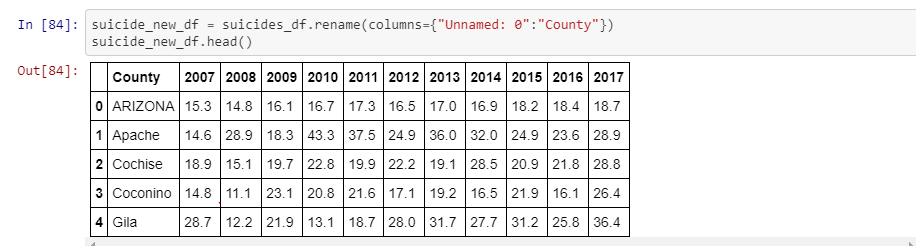 In [84]: suicide_new_df = suicides_df.rename(columns={"Unnamed: 0":"County"})
suicide_new_df.head()
Out[84]:
County 2007 2008 2009 2010 2011 2012 2013 2014 2015 2016 2017
0 ARIZONA 15.3 14.8 16.1 16.7 17.3 16.5 17.0 16.9 18.2 18.4 18.7
1 Apache 14.6 28.9 18.3 43.3 37.5 24.9 36.0 32.0 24.9 23.6 28.9
2 Cochise 18.9 15.1 19.7 22.8 19.9 22.2 19.1 28.5 20.9 21.8 28.8
3 Coconino 14.8 11.1 23.1 20.8 21.6 17.1 19.2 16.5 21.9 16.1 26.4
4 Gila 28.7 12.2 21.9 13.1 18.7 28.0 31.7 27.7 31.2 25.8 36.4